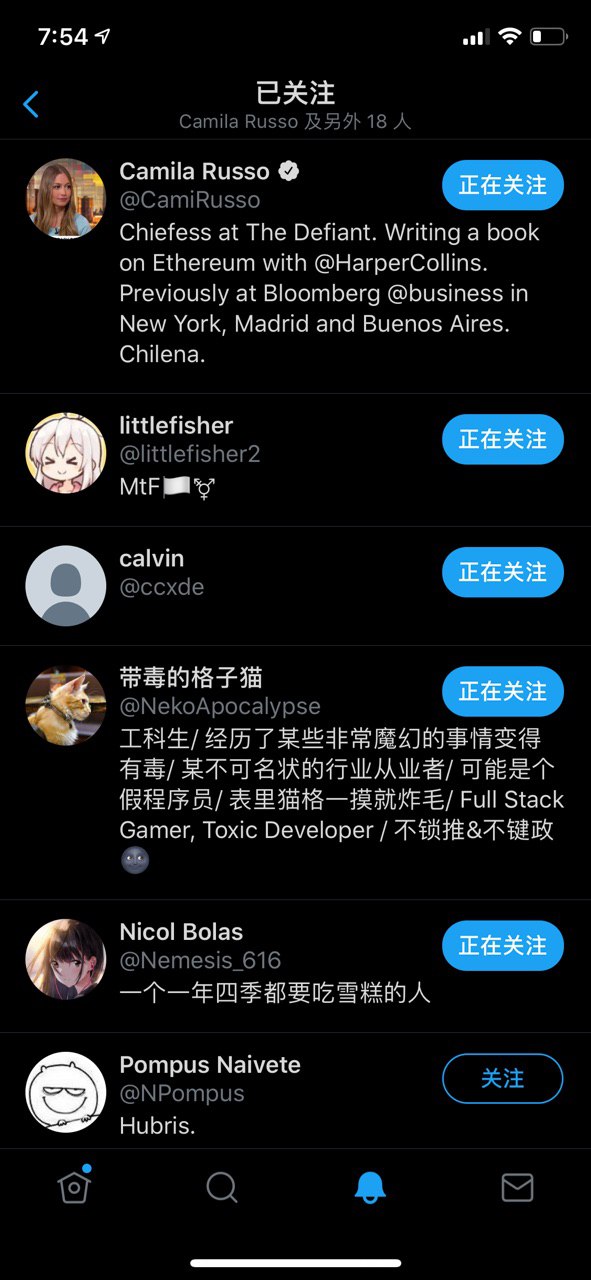 7:54
已关注
Camila Russo 及另外 18 人
Camila Russo
正在关注
@CamiRusso
Chiefess at The Defiant. Writing a book
on Ethereum with @HarperCollins.
Previously at Bloomberg @business in
New York, Madrid and Buenos Aires.
Chilena.
littlefisher
正在关注
@littlefisher2
MtF🏳️⚧
calvin
正在关注
@ccxde
带毒的格子猫
正在关注
@NekoApocalypse
工科生/ 经历了某些非常魔幻的事情变得
有毒/ 某不可名状的行业从业者/ 可能是个
假程序员/ 表里猫格一摸就炸毛/ Full Stack
Gamer, Toxic Developer / 不锁推&不键政
🌚
Nicol Bolas
正在关注
@Nemesis_616
一个一年四季都要吃雪糕的人
Pompus Naivete
关注
@NPompus
Hubris.